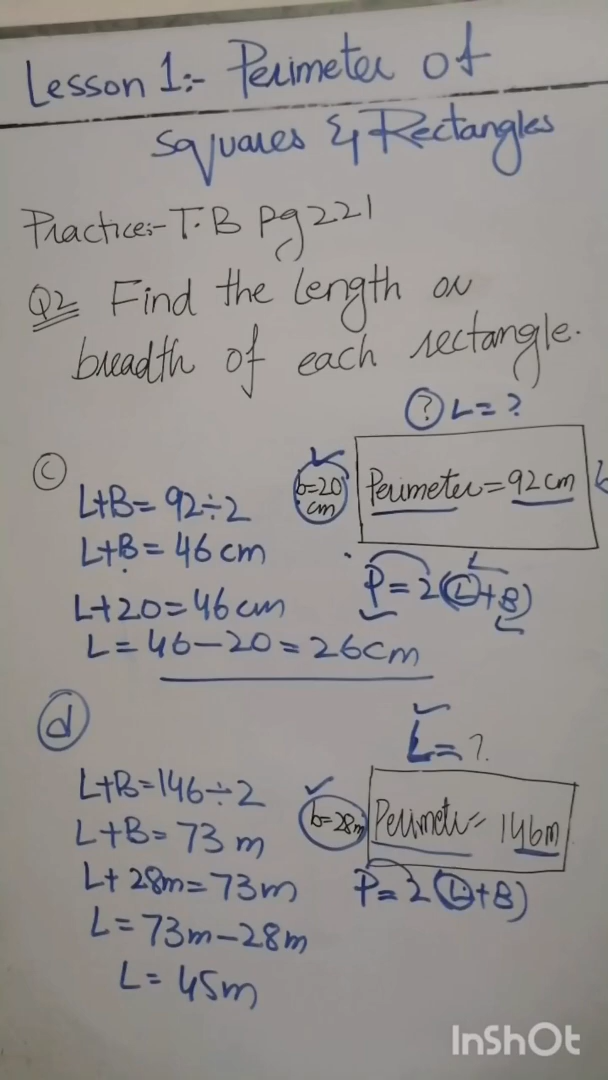 Lesson 1:- Perimeter of
squares & Rectangles
Practice:- T.B Pg 221
Q2 Find the length or
breadth of each rectangle.
? L= ?
c
b=20 cm
Perimeter = 92 cm
L+B= 92÷2
L+B= 46 cm
P= 2(L+B)
L+20=46cm
L= 46-20=26cm
d
L= ?
L+B=146÷2
b=28m
Perimeter= 146m
L+B= 73 m
L+ 28m=73m
P= 2(L+B)
L= 73m-28m
L= 45m
InShOt